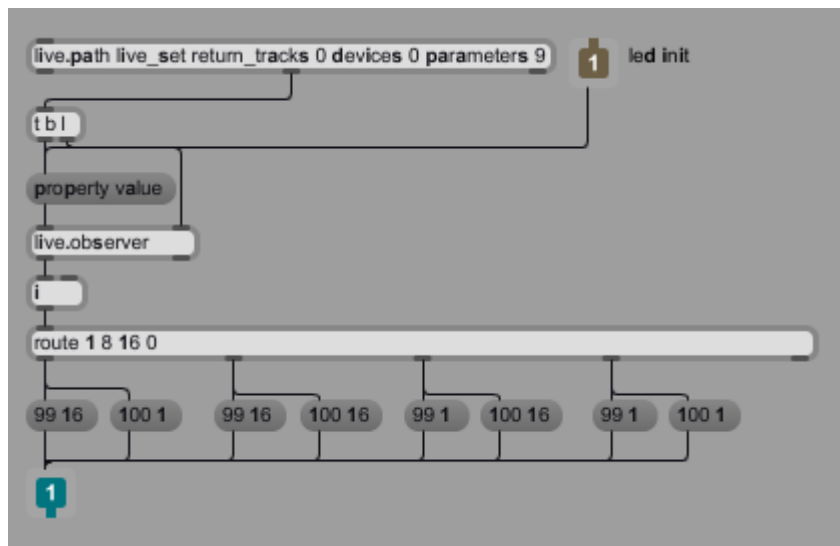 live.path live_set return_tracks 0 devices 0 parameters 9
1
led init
t b l
property value
live.observer
i
route 1 8 16 0
99 16
100 1
99 16
100 16
99 1
100 16
99 1
100 1
1